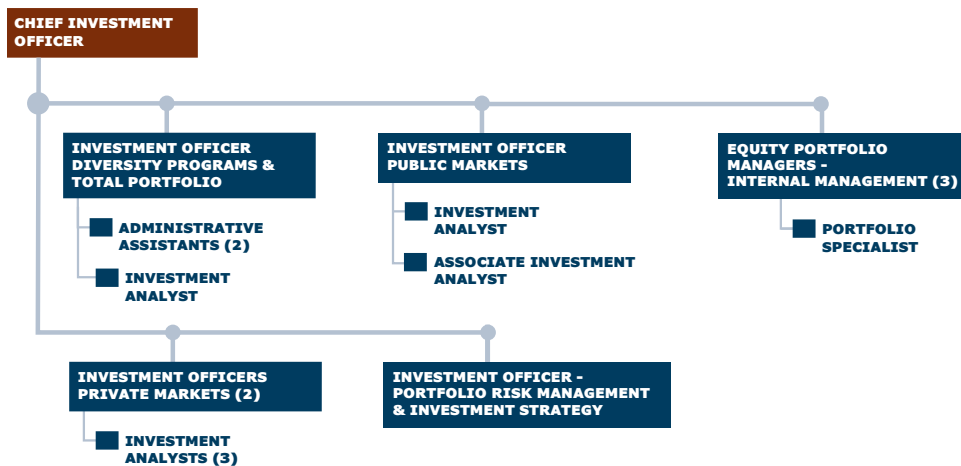 CHIEF INVESTMENT
OFFICER
INVESTMENT OFFICER
DIVERSITY PROGRAMS &
TOTAL PORTFOLIO
ADMINISTRATIVE
ASSISTANTS (2)
INVESTMENT
ANALYST
INVESTMENT OFFICER
PUBLIC MARKETS
INVESTMENT
ANALYST
ASSOCIATE INVESTMENT
ANALYST
EQUITY PORTFOLIO
MANAGERS -
INTERNAL MANAGEMENT (3)
PORTFOLIO
SPECIALIST
INVESTMENT OFFICERS
PRIVATE MARKETS (2)
INVESTMENT
ANALYSTS (3)
INVESTMENT OFFICER -
PORTFOLIO RISK MANAGEMENT
& INVESTMENT STRATEGY